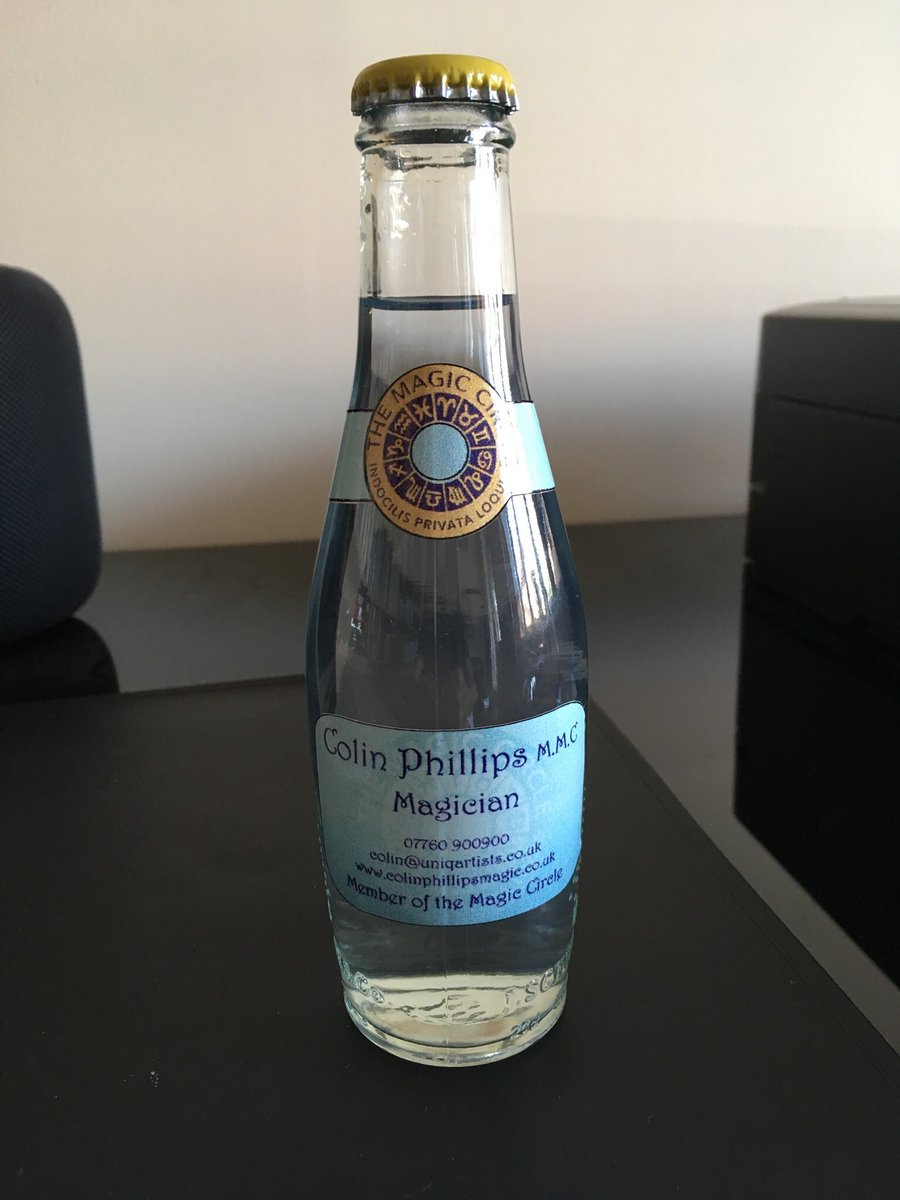 THE MAGIC CIR
INDOCILIS PRIVATA LOQUI
Colin Phillips M.M.C
Magician
07760 900900
colin@uniqartists.co.uk
www.colinphillipsmagic.co.uk
Member of the Magic Circle